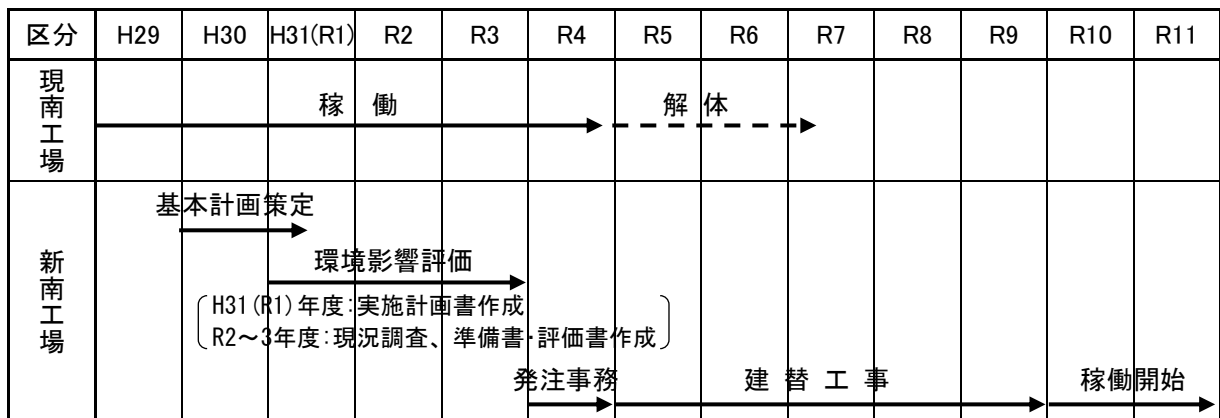 区分 H29 H30 H31(R1) R2 R3 R4 R5 R6 R7 R8 R9 R10 R11
現南工場
稼働 解体
新南工場
基本計画策定
環境影響評価
H31(R1)年度:実施計画書作成
R2～3年度:現況調査、準備書・評価書作成
発注事務 建替工事 稼働開始